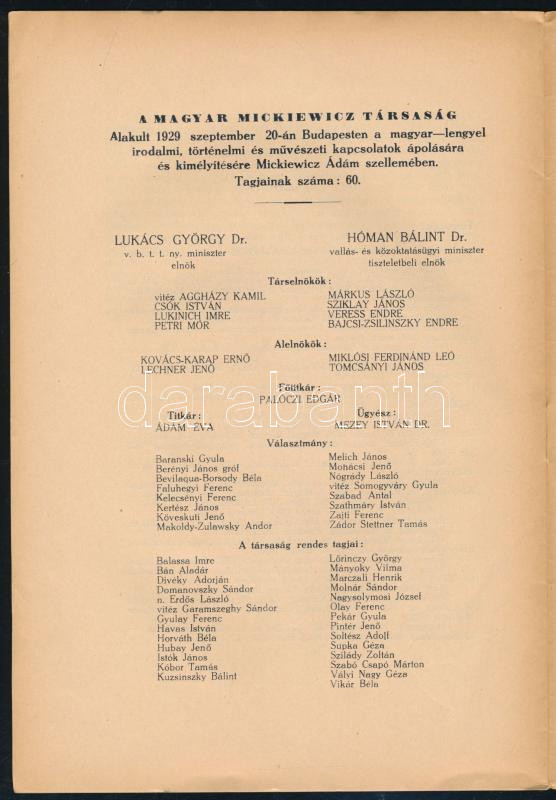 A MAGYAR MICKIEWICZ TÁRSASÁG
Alakult 1929 szeptember 20-án Budapesten a magyar—lengyel
irodalmi, történelmi és művészeti kapcsolatok ápolására
és kimélyítésére Mickiewicz Ádám szellemében.
Tagjainak száma: 60.
LUKÁCS GYÖRGY Dr.
v. b. t. t. ny. miniszter
elnök
HÓMAN BÁLINT Dr.
vallás- és közoktatásügyi miniszter
tiszteletbeli elnök
Társelnökök:
vitéz AGGHÁZY KAMIL
CSÓK ISTVÁN
LUKINICH IMRE
PETRI MÓR
MÁRKUS LÁSZLÓ
SZIKLAY JÁNOS
VERESS ENDRE
BAJCSI-ZSILINSZKY ENDRE
Alelnökök:
KOVÁCS-KARAP ERNŐ
LECHNER JENŐ
MIKLÓSI FERDINÁND LEÓ
TOMCSÁNYI JÁNOS
Főütkár:
PALÓCZI EDGÁR
Titkár:
ÁDÁM ÉVA
Ügyész:
MEZEY ISTVÁN DR.
darabanth
Választmány:
Baranski Gyula
Berényi János gróf
Bevilaqua-Borsody Béla
Faluhegyi Ferenc
Kelecsényi Ferenc
Kertész János
Köveskuti Jenő
Makoldy-Zulawsky Andor
Melich János
Mohácsi Jenő
Nógrády László
vitéz Somogyváry Gyula
Szabad Antal
Szathmáry István
Zajti Ferenc
Zádor Stettner Tamás
A társaság rendes tagjai:
Balassa Imre
Bán Aladár
Divéky Adorján
Domanovszky Sándor
n. Erdős László
vitéz Garamszeghy Sándor
Gyulay Ferenc
Havas István
Horváth Béla
Hubay Jenő
Istók János
Kóbor Tamás
Kuzsinszky Bálint
Lőrinczy György
Mányoky Vilma
Marczali Henrik
Molnár Sándor
Nagysolymosi József
Olay Ferenc
Pekár Gyula
Pintér Jenő
Soltész Adolf
Supka Géza
Szilády Zoltán
Szabó Csapó Márton
Vályi Nagy Géza
Vikár Béla